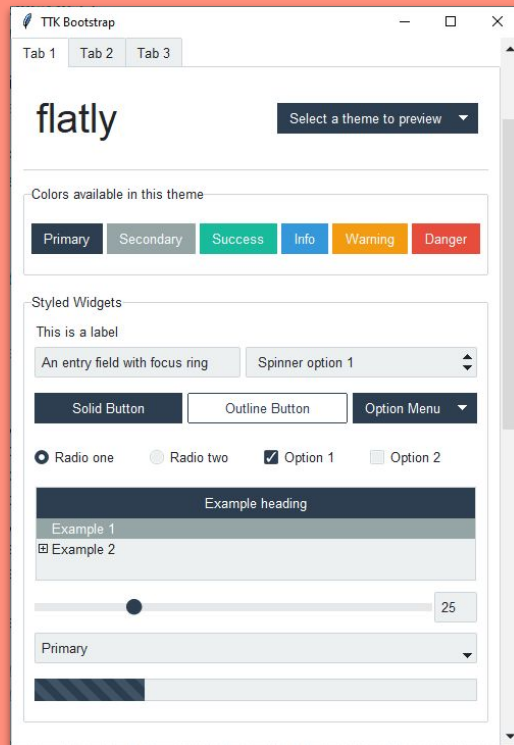 TTK Bootstrap
Tab 1 Tab 2 Tab 3
flatly
Select a theme to preview
Colors available in this theme
Primary Secondary Success Info Warning Danger
Styled Widgets
This is a label
An entry field with focus ring Spinner option 1
Solid Button Outline Button Option Menu
Radio one Radio two Option 1 Option 2
Example heading
Example 1
Example 2
25
Primary